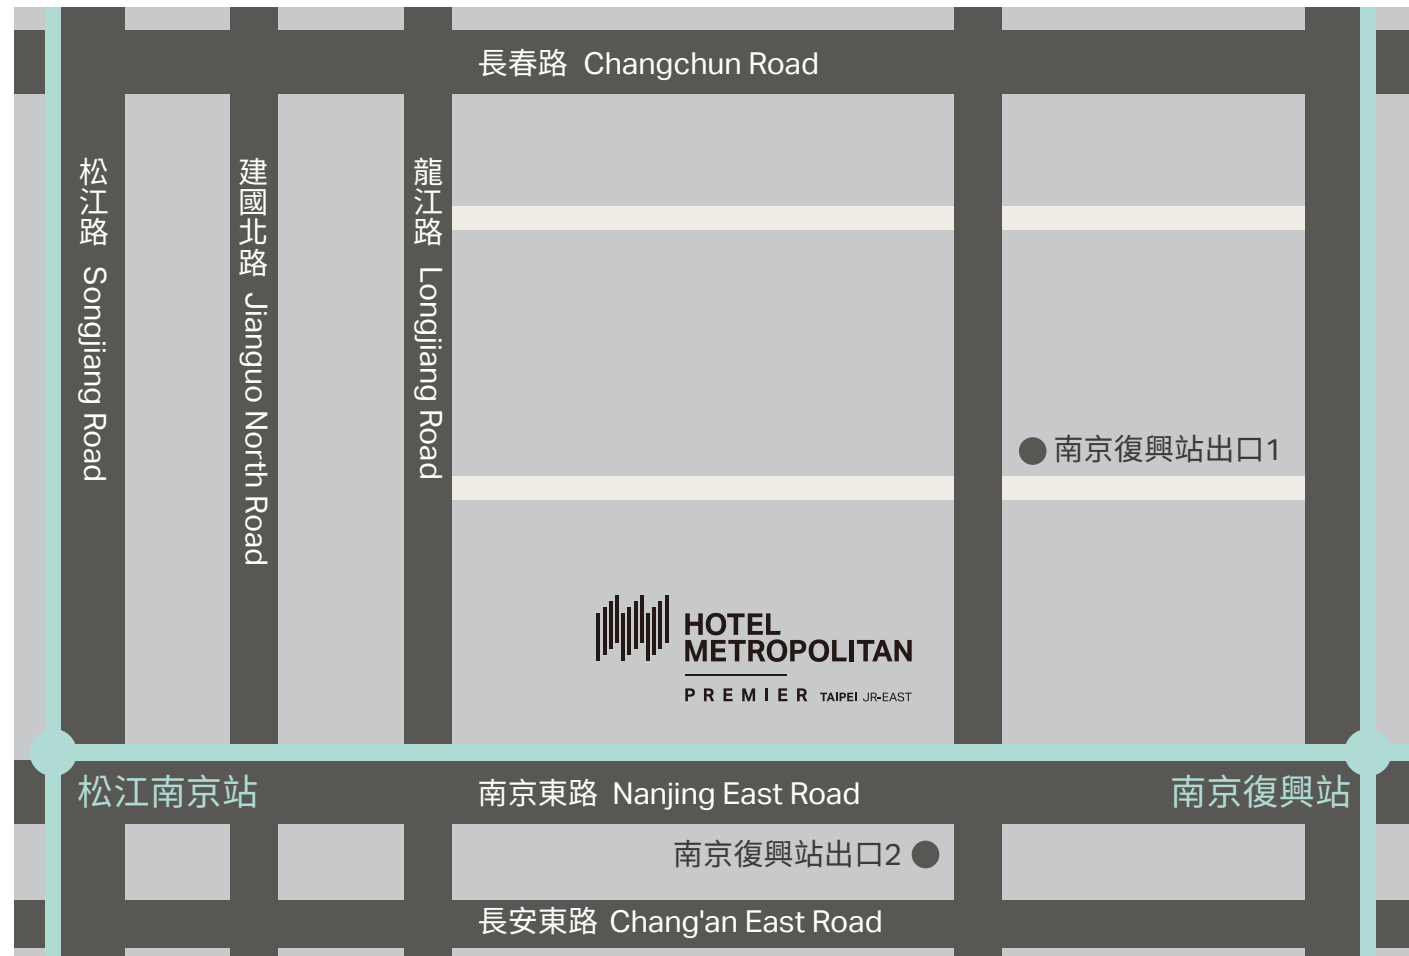 長春路 Changchun Road
松江路 Songjiang Road
建國北路 Jianguo North Road
龍江路 Longjiang Road
南京復興站出口1
HOTEL
METROPOLITAN
PREMIER TAIPEI JR-EAST
松江南京站
南京東路 Nanjing East Road
南京復興站
南京復興站出口2
長安東路 Chang'an East Road